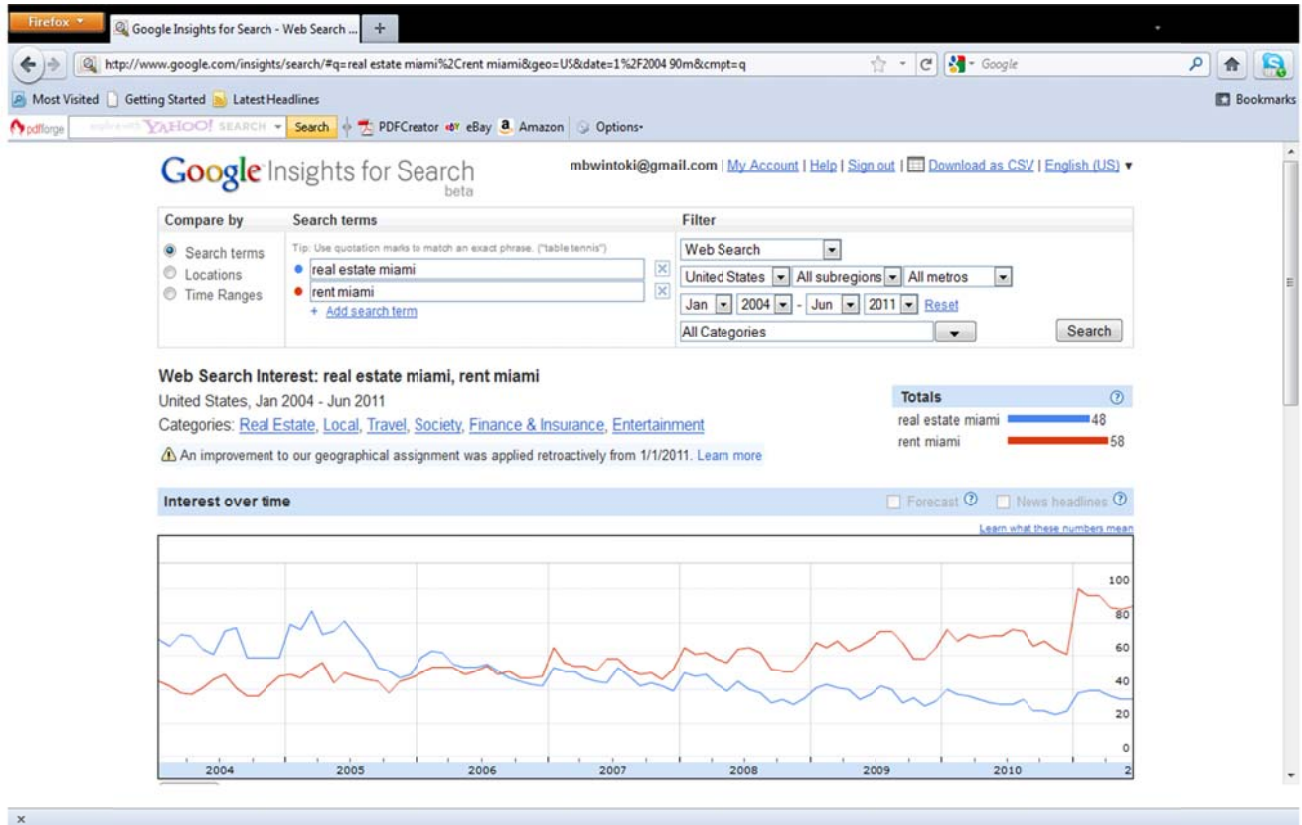 Firefox
Google Insights for Search - Web Search ...
http://www.google.com/insights/search/#q=real estate miami%2Crent miami&geo=US&date=1%2F2004 90m&cmpt=q
Google
Most Visited Getting Started Latest Headlines
Bookmarks
pdfforge YAHOO! SEARCH Search PDFCreator eBay Amazon Options
Google Insights for Search
beta
mbwintoki@gmail.com | My Account | Help | Sign out | Download as CSV | English (US)
Compare by Search terms Filter
Search terms
Locations
Time Ranges
Tip: Use quotation marks to match an exact phrase. ("table tennis")
real estate miami
rent miami
+ Add search term
Web Search
United States All subregions All metros
Jan 2004 - Jun 2011 Reset
All Categories Search
Web Search Interest: real estate miami, rent miami
United States, Jan 2004 - Jun 2011
Categories: Real Estate, Local, Travel, Society, Finance & Insurance, Entertainment
An improvement to our geographical assignment was applied retroactively from 1/1/2011. Learn more
Totals ?
real estate miami 48
rent miami 58
Interest over time
Forecast ? News headlines ?
Learn what these numbers mean
100
80
60
40
20
0
2004 2005 2006 2007 2008 2009 2010 2